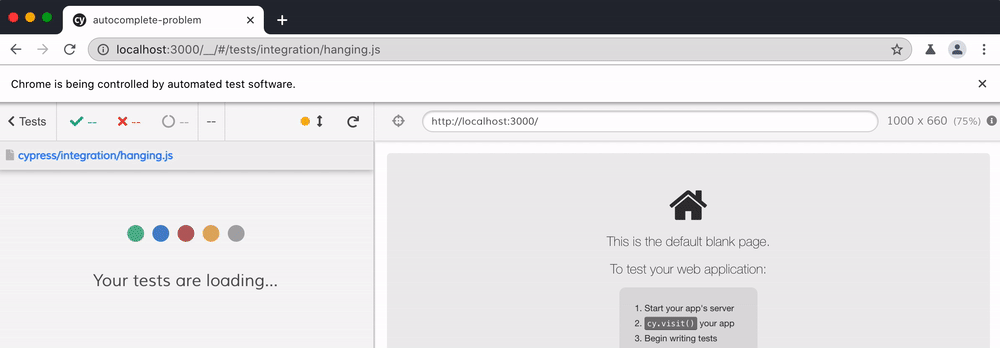 cy autocomplete-problem
localhost:3000/__/#/tests/integration/hanging.js
Chrome is being controlled by automated test software.
Tests -- -- -- --
http://localhost:3000/ 1000 x 660 (75%)
cypress/integration/hanging.js
This is the default blank page.
Your tests are loading...
To test your web application:
1. Start your app's server
2. cy.visit() your app
3. Begin writing tests